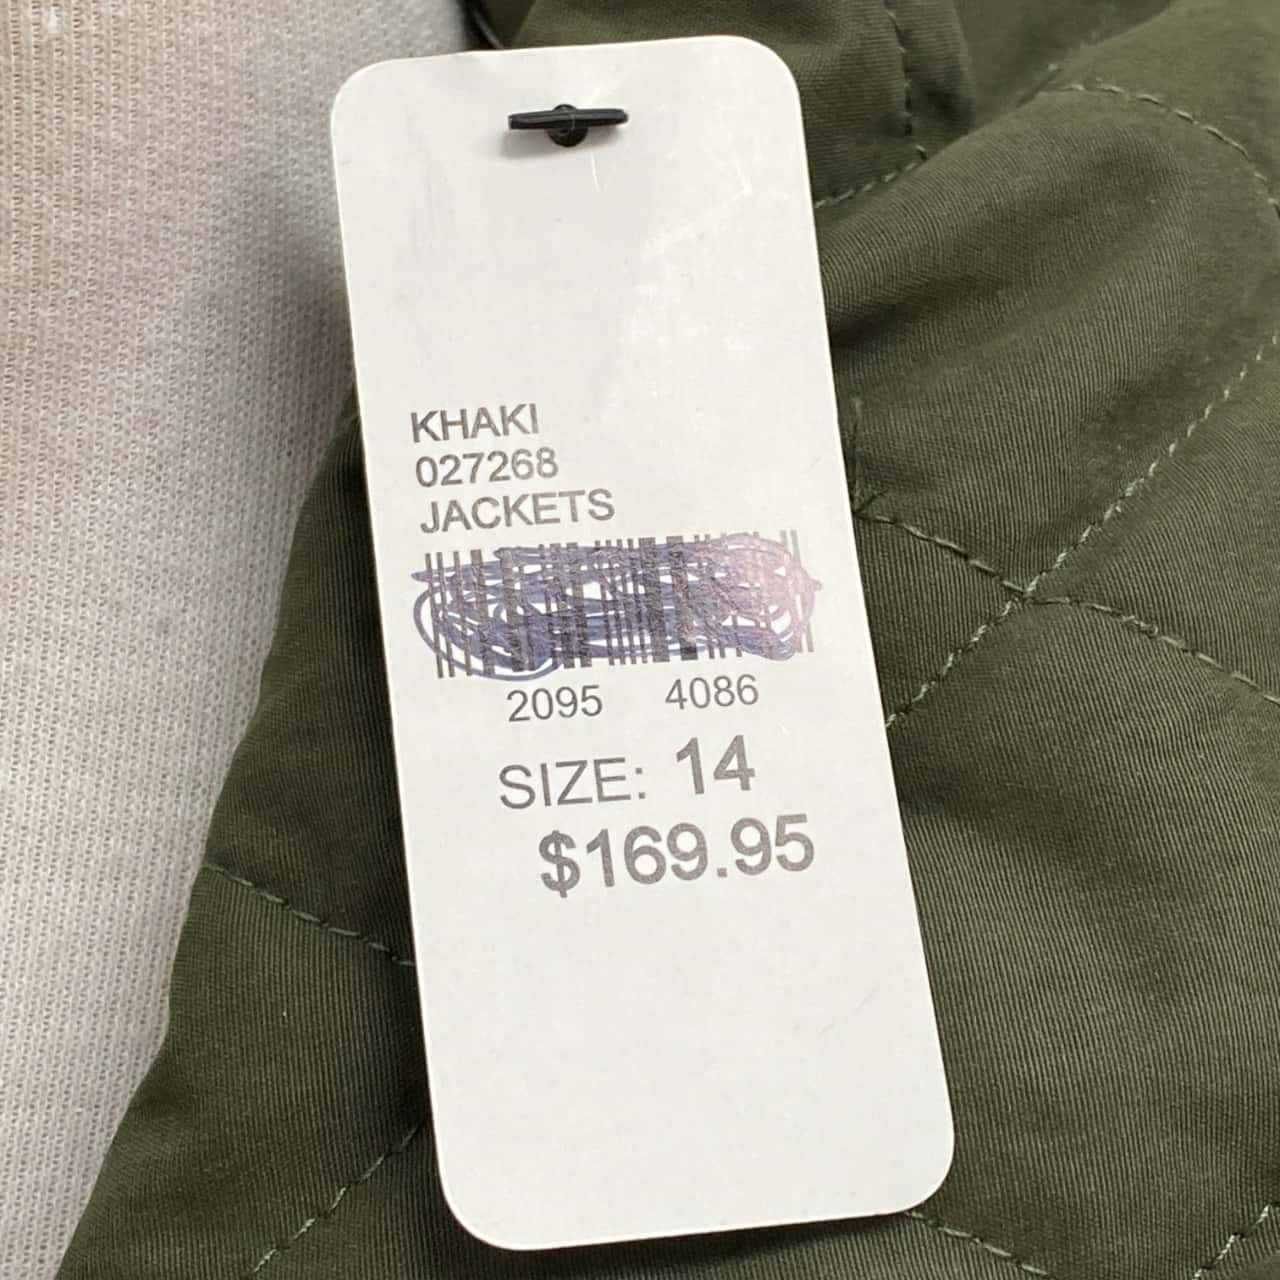 KHAKI
027268
JACKETS
2095 4086
SIZE: 14
$169.95